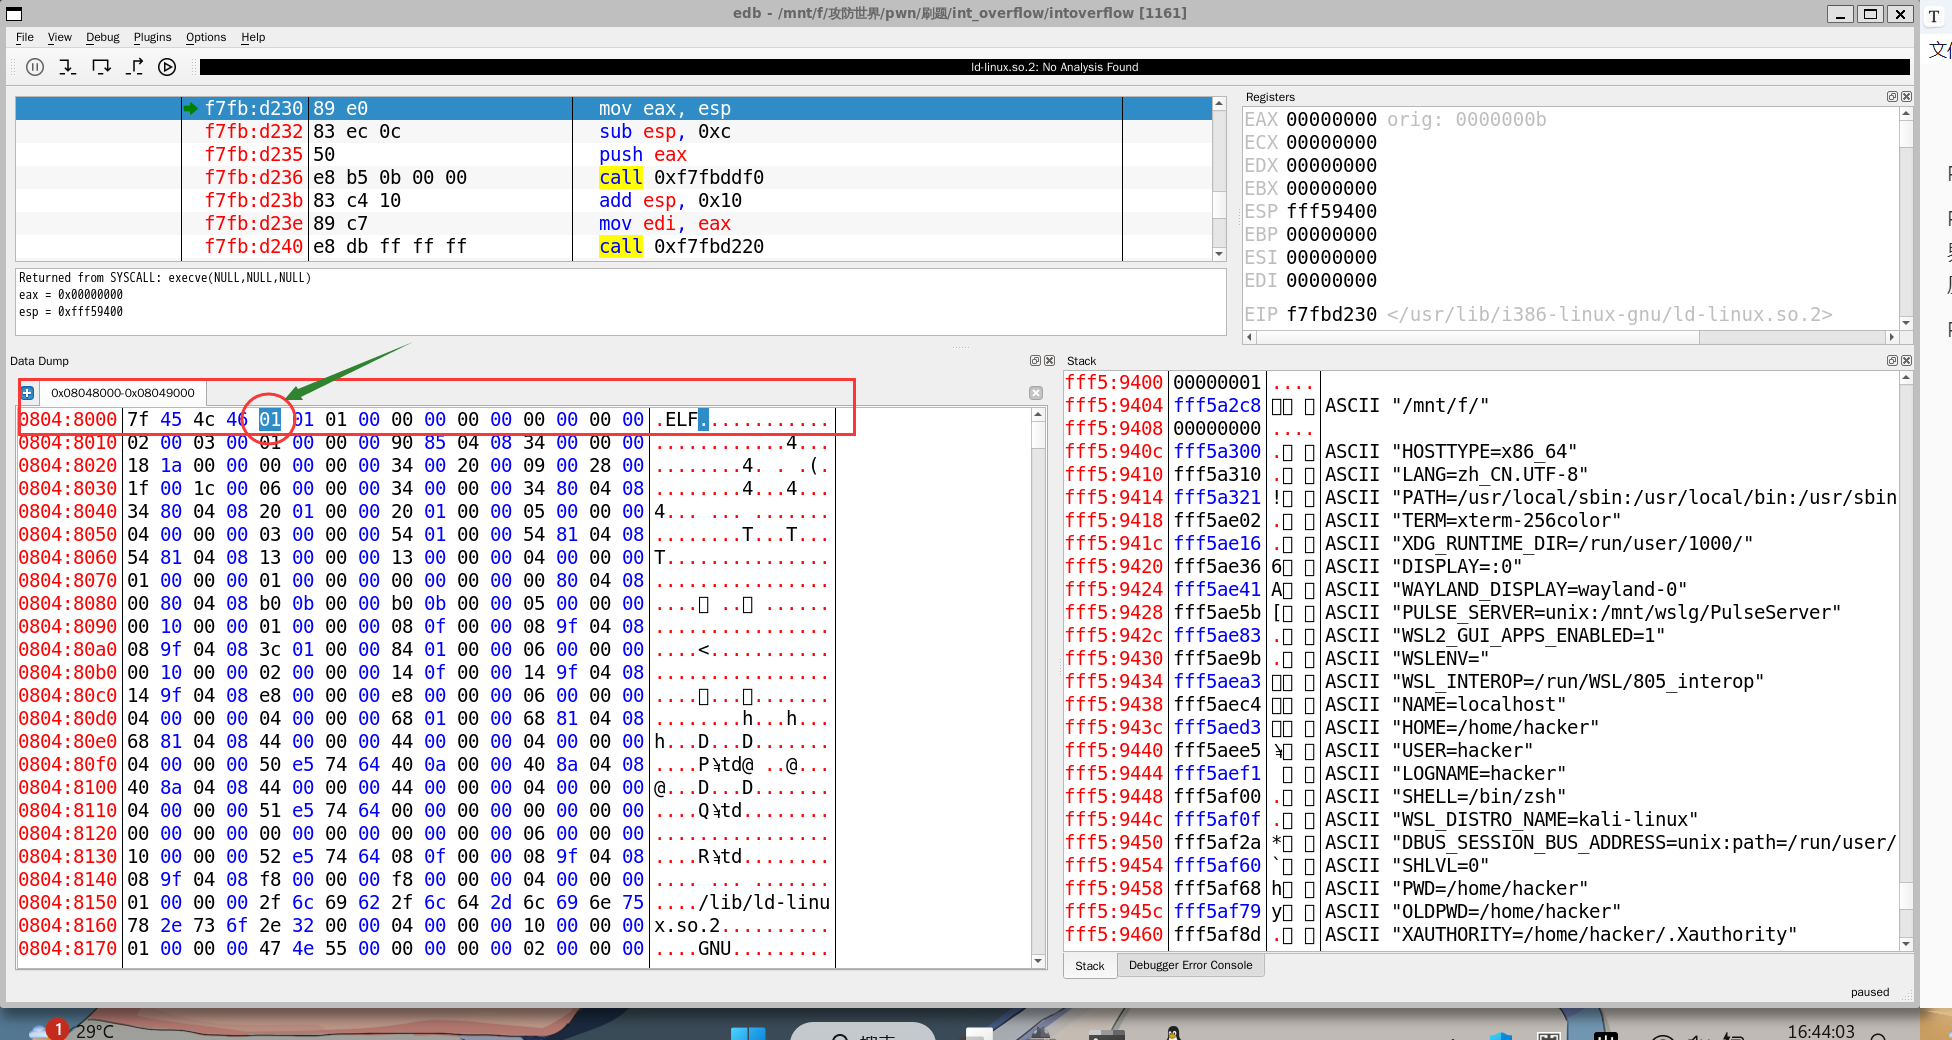 edb - /mnt/f/攻防世界/pwn/刷题/int_overflow/intoverflow [1161]
File View Debug Plugins Options Help
ld-linux.so.2: No Analysis Found
f7fb:d230 89 e0 mov eax, esp
f7fb:d232 83 ec 0c sub esp, 0xc
f7fb:d235 50 push eax
f7fb:d236 e8 b5 0b 00 00 call 0xf7fbddf0
f7fb:d23b 83 c4 10 add esp, 0x10
f7fb:d23e 89 c7 mov edi, eax
f7fb:d240 e8 db ff ff ff call 0xf7fbd220
Returned from SYSCALL: execve(NULL,NULL,NULL)
eax = 0x00000000
esp = 0xfff59400
Registers
EAX 00000000 orig: 0000000b
ECX 00000000
EDX 00000000
EBX 00000000
ESP fff59400
EBP 00000000
ESI 00000000
EDI 00000000
EIP f7fbd230 </usr/lib/i386-linux-gnu/ld-linux.so.2>
Data Dump
0x08048000-0x08049000
0804:8000 7f 45 4c 46 01 01 01 00 00 00 00 00 00 00 00 00 .ELF............
0804:8010 02 00 03 00 01 00 00 00 90 85 04 08 34 00 00 00 ............4...
0804:8020 18 1a 00 00 00 00 00 00 34 00 20 00 09 00 28 00 ........4. . .(.
0804:8030 1f 00 1c 00 06 00 00 00 34 00 00 00 34 80 04 08 ........4...4...
0804:8040 34 80 04 08 20 01 00 00 20 01 00 00 05 00 00 00 4... ... .......
0804:8050 04 00 00 00 03 00 00 00 54 01 00 00 54 81 04 08 ........T...T...
0804:8060 54 81 04 08 13 00 00 00 13 00 00 00 04 00 00 00 T...............
0804:8070 01 00 00 00 01 00 00 00 00 00 00 00 00 80 04 08 ................
0804:8080 00 80 04 08 b0 0b 00 00 b0 0b 00 00 05 00 00 00 ....▯ ..▯ ......
0804:8090 00 10 00 00 01 00 00 00 08 0f 00 00 08 9f 04 08 ................
0804:80a0 08 9f 04 08 3c 01 00 00 84 01 00 00 06 00 00 00 ....<...........
0804:80b0 00 10 00 00 02 00 00 00 14 0f 00 00 14 9f 04 08 ................
0804:80c0 14 9f 04 08 e8 00 00 00 e8 00 00 00 06 00 00 00 ....▯...▯.......
0804:80d0 04 00 00 00 04 00 00 00 68 01 00 00 68 81 04 08 ........h...h...
0804:80e0 68 81 04 08 44 00 00 00 44 00 00 00 04 00 00 00 h...D...D.......
0804:80f0 04 00 00 00 50 e5 74 64 40 0a 00 00 40 8a 04 08 ....P¥td@ ..@...
0804:8100 40 8a 04 08 44 00 00 00 44 00 00 00 04 00 00 00 @...D...D.......
0804:8110 04 00 00 00 51 e5 74 64 00 00 00 00 00 00 00 00 ....Q¥td........
0804:8120 00 00 00 00 00 00 00 00 00 00 00 00 06 00 00 00 ................
0804:8130 10 00 00 00 52 e5 74 64 08 0f 00 00 08 9f 04 08 ....R¥td........
0804:8140 08 9f 04 08 f8 00 00 00 f8 00 00 00 04 00 00 00 .... ... .......
0804:8150 01 00 00 00 2f 6c 69 62 2f 6c 64 2d 6c 69 6e 75 ..../lib/ld-linu
0804:8160 78 2e 73 6f 2e 32 00 00 04 00 00 00 10 00 00 00 x.so.2..........
0804:8170 01 00 00 00 47 4e 55 00 00 00 00 00 02 00 00 00 ....GNU.........
Stack
fff5:9400 00000001 ....
fff5:9404 fff5a2c8 ASCII "/mnt/f/"
fff5:9408 00000000 ....
fff5:940c fff5a300 ASCII "HOSTTYPE=x86_64"
fff5:9410 fff5a310 ASCII "LANG=zh_CN.UTF-8"
fff5:9414 fff5a321 ASCII "PATH=/usr/local/sbin:/usr/local/bin:/usr/sbin
fff5:9418 fff5ae02 ASCII "TERM=xterm-256color"
fff5:941c fff5ae16 ASCII "XDG_RUNTIME_DIR=/run/user/1000/"
fff5:9420 fff5ae36 ASCII "DISPLAY=:0"
fff5:9424 fff5ae41 ASCII "WAYLAND_DISPLAY=wayland-0"
fff5:9428 fff5ae5b ASCII "PULSE_SERVER=unix:/mnt/wslg/PulseServer"
fff5:942c fff5ae83 ASCII "WSL2_GUI_APPS_ENABLED=1"
fff5:9430 fff5ae9b ASCII "WSLENV="
fff5:9434 fff5aea3 ASCII "WSL_INTEROP=/run/WSL/805_interop"
fff5:9438 fff5aec4 ASCII "NAME=localhost"
fff5:943c fff5aed3 ASCII "HOME=/home/hacker"
fff5:9440 fff5aee5 ASCII "USER=hacker"
fff5:9444 fff5aef1 ASCII "LOGNAME=hacker"
fff5:9448 fff5af00 ASCII "SHELL=/bin/zsh"
fff5:944c fff5af0f ASCII "WSL_DISTRO_NAME=kali-linux"
fff5:9450 fff5af2a ASCII "DBUS_SESSION_BUS_ADDRESS=unix:path=/run/user/
fff5:9454 fff5af60 ASCII "SHLVL=0"
fff5:9458 fff5af68 ASCII "PWD=/home/hacker"
fff5:945c fff5af79 ASCII "OLDPWD=/home/hacker"
fff5:9460 fff5af8d ASCII "XAUTHORITY=/home/hacker/.Xauthority"
Stack Debugger Error Console
paused
1 29°C
16:44:03
T